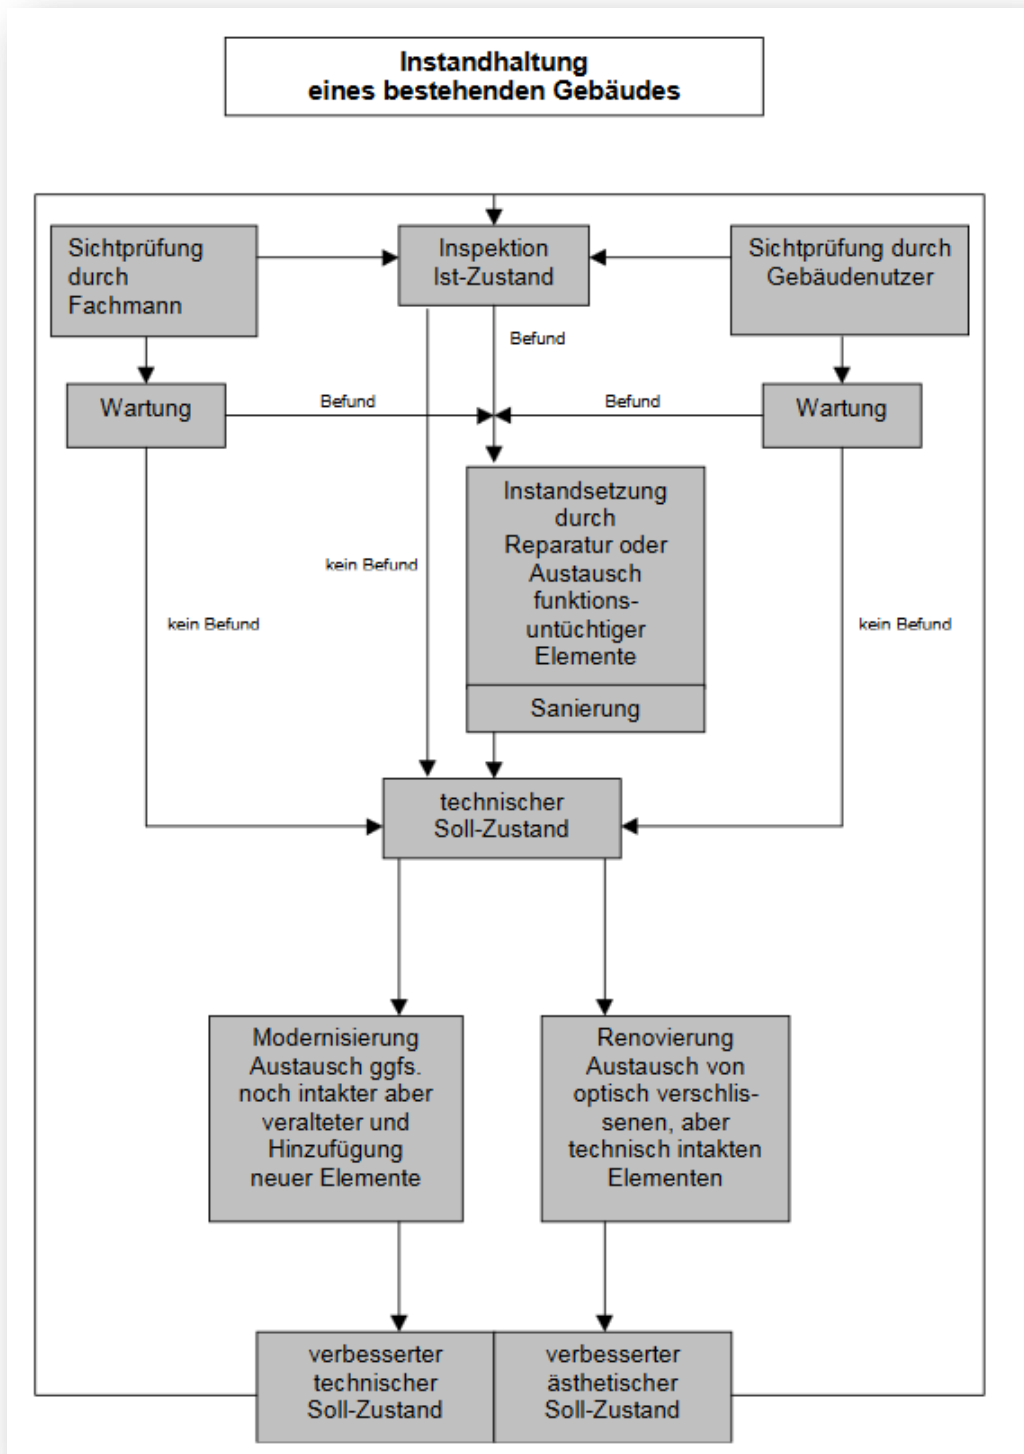 Instandhaltung
eines bestehenden Gebäudes
Sichtprüfung
durch
Fachmann
Inspektion
Ist-Zustand
Sichtprüfung durch
Gebäudenutzer
Befund
Wartung
Befund
Befund
Wartung
Instandsetzung
durch
Reparatur oder
Austausch
funktions-
untüchtiger
Elemente
kein Befund
kein Befund
kein Befund
Sanierung
technischer
Soll-Zustand
Modernisierung
Austausch ggfs.
noch intakter aber
veralteter und
Hinzufügung
neuer Elemente
Renovierung
Austausch von
optisch verschlis-
senen, aber
technisch intakten
Elementen
verbesserter
technischer
Soll-Zustand
verbesserter
ästhetischer
Soll-Zustand